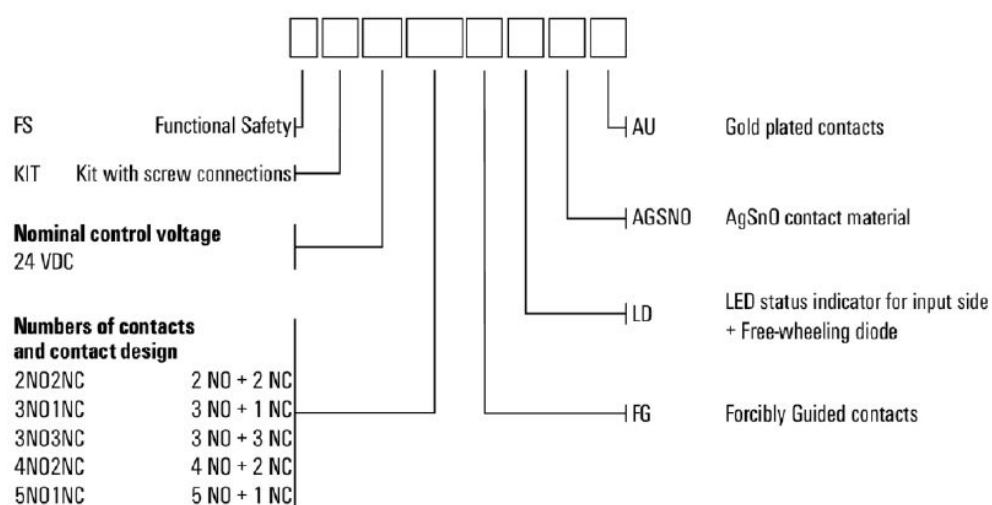 FS Functional Safety
KIT Kit with screw connections
Nominal control voltage
24 VDC
Numbers of contacts
and contact design
2NO2NC 2 NO + 2 NC
3NO1NC 3 NO + 1 NC
3NO3NC 3 NO + 3 NC
4NO2NC 4 NO + 2 NC
5NO1NC 5 NO + 1 NC
AU Gold plated contacts
AGSNO AgSnO contact material
LD LED status indicator for input side
+ Free-wheeling diode
FG Forcibly Guided contacts